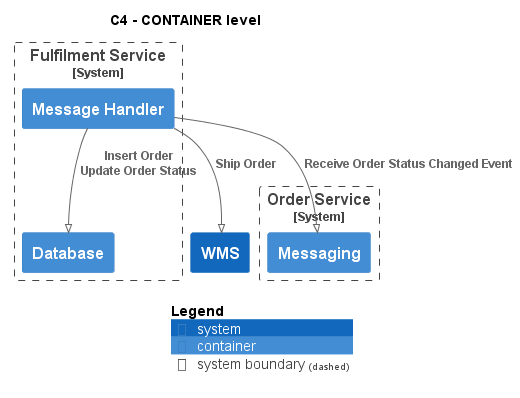 C4 - CONTAINER level
Fulfilment Service
[System]
Message Handler
Insert Order
Update Order Status
Ship Order
Receive Order Status Changed Event
Order Service
[System]
Database
WMS
Messaging
Legend
system
container
system boundary (dashed)